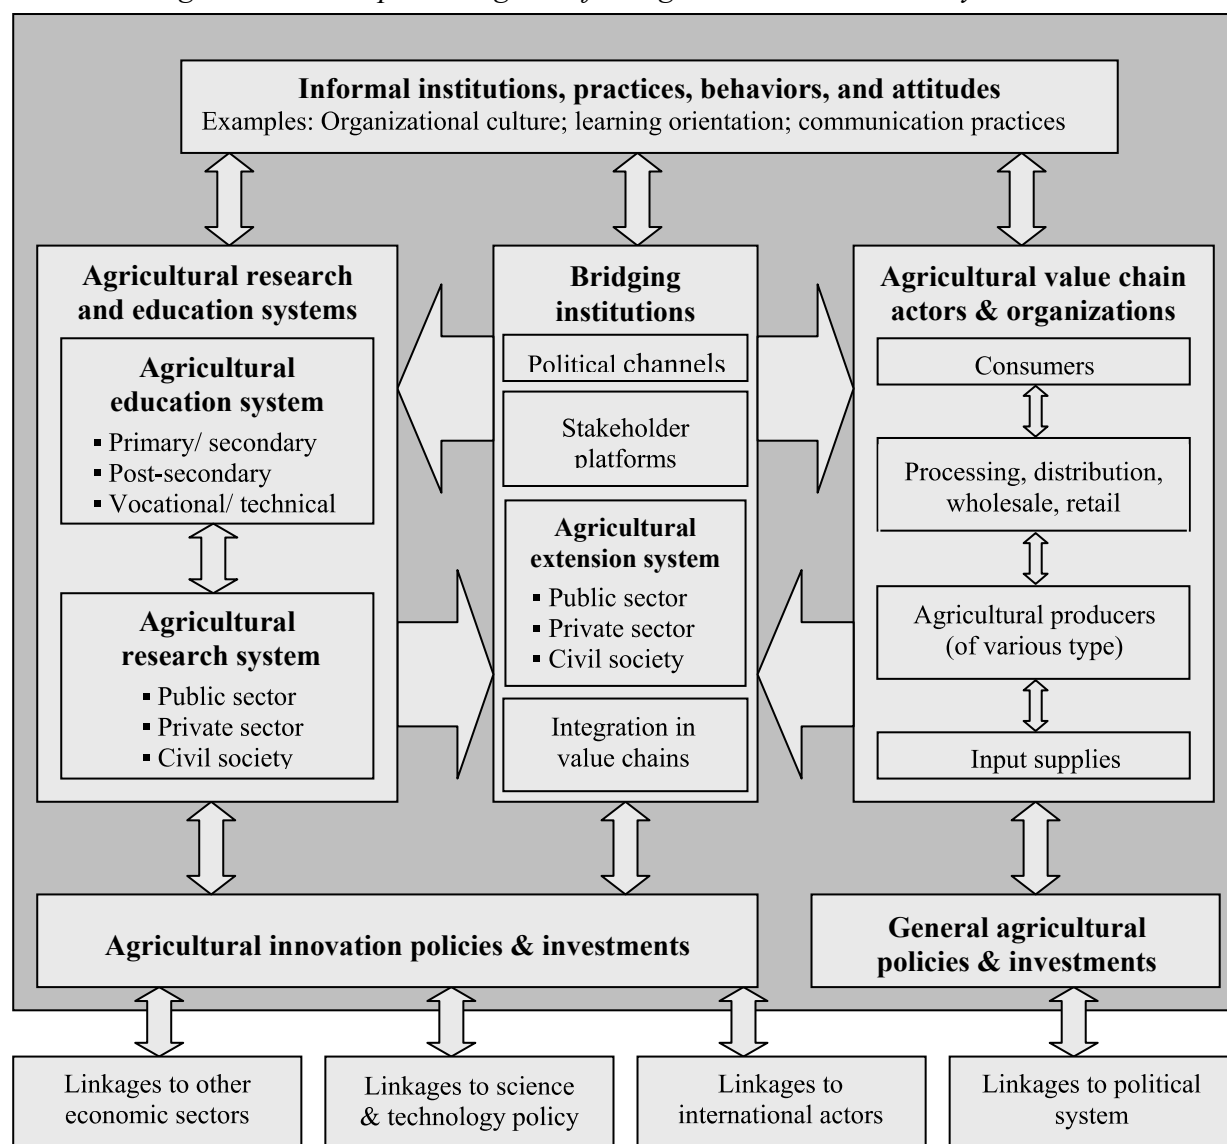 Informal institutions, practices, behaviors, and attitudes
Examples: Organizational culture; learning orientation; communication practices
Agricultural research
and education systems
Agricultural
education system
▪ Primary/ secondary
▪ Post-secondary
▪ Vocational/ technical
Agricultural
research system
▪ Public sector
▪ Private sector
▪ Civil society
Bridging
institutions
Political channels
Stakeholder
platforms
Agricultural
extension system
▪ Public sector
▪ Private sector
▪ Civil society
Integration in
value chains
Agricultural value chain
actors & organizations
Consumers
Processing, distribution,
wholesale, retail
Agricultural producers
(of various type)
Input supplies
Agricultural innovation policies & investments
General agricultural
policies & investments
Linkages to other
economic sectors
Linkages to science
& technology policy
Linkages to
international actors
Linkages to political
system